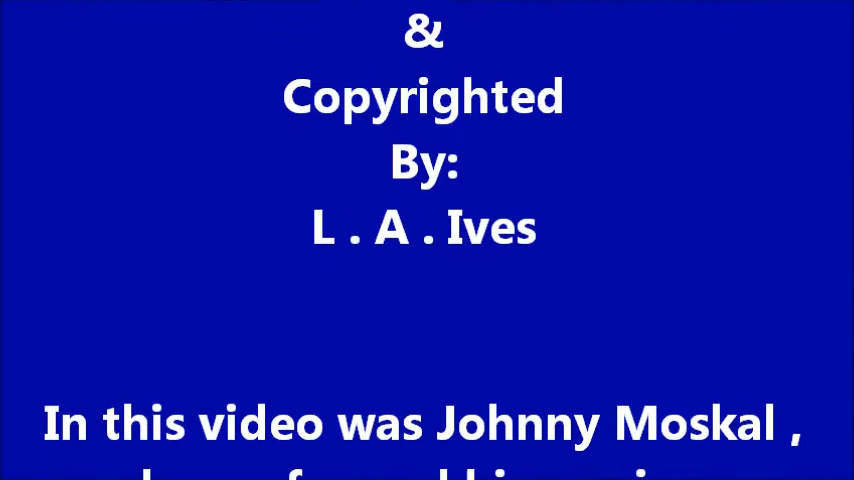 &
Copyrighted
By:
L . A . Ives
In this video was Johnny Moskal ,